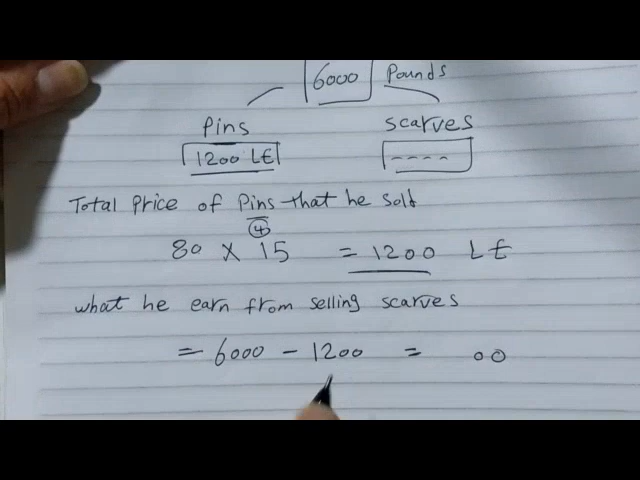 6000 Pounds
Pins scarves
1200 LE ----
Total Price of Pins that he sold
4
80 × 15 = 1200 LE
what he earn from selling scarves
= 6000 - 1200 = 00